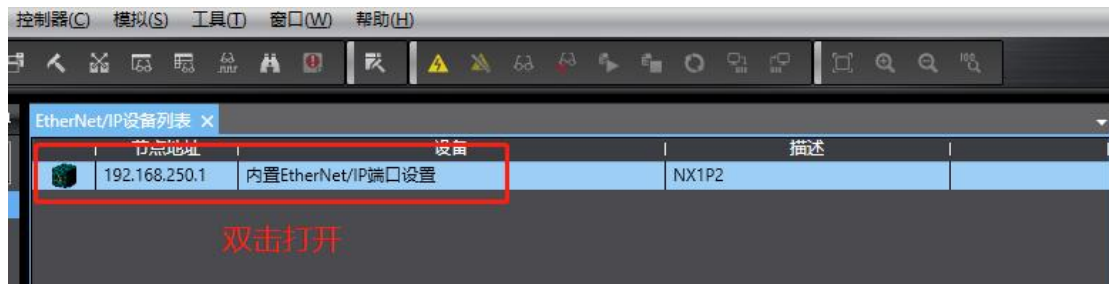 控制器(C) 模拟(S) 工具(T) 窗口(W) 帮助(H)
EtherNet/IP设备列表
节点地址 设备 描述
192.168.250.1 内置EtherNet/IP端口设置 NX1P2
双击打开